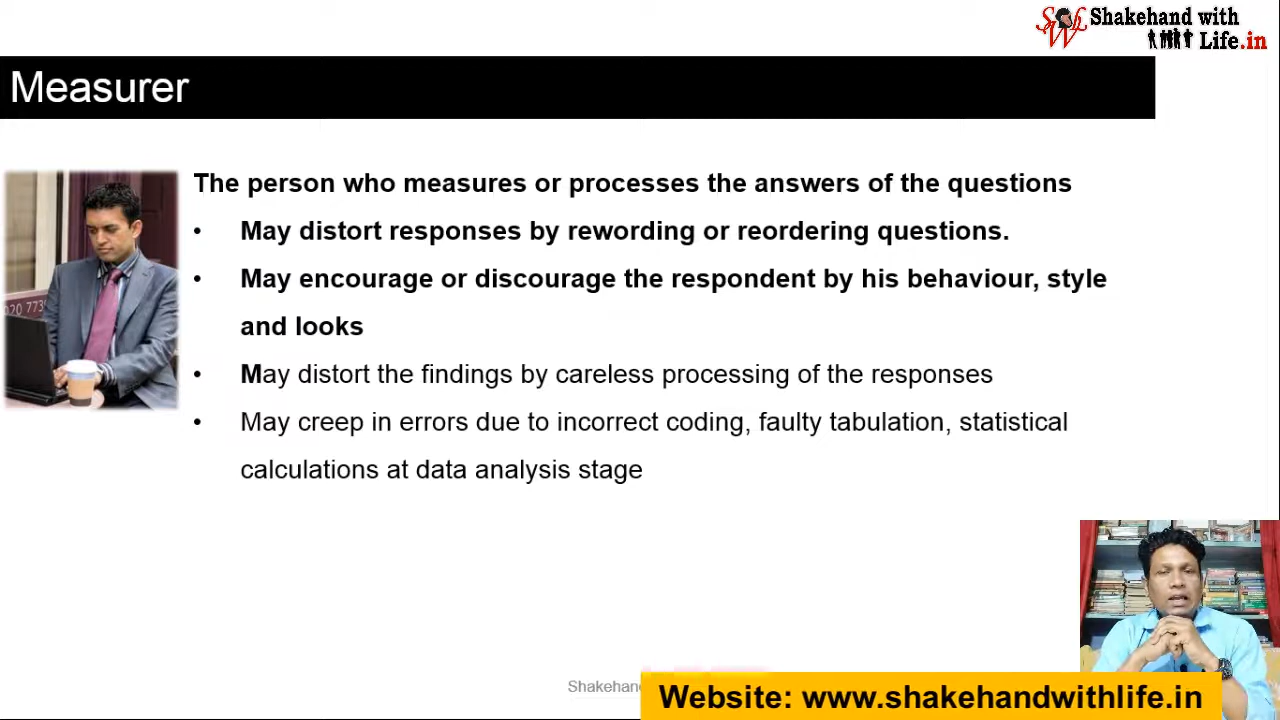 Shakehand with
Life.in
Measurer
The person who measures or processes the answers of the questions
• May distort responses by rewording or reordering questions.
• May encourage or discourage the respondent by his behaviour, style
and looks
020 773
• May distort the findings by careless processing of the responses
• May creep in errors due to incorrect coding, faulty tabulation, statistical
calculations at data analysis stage
Shakehand
Website: www.shakehandwithlife.in